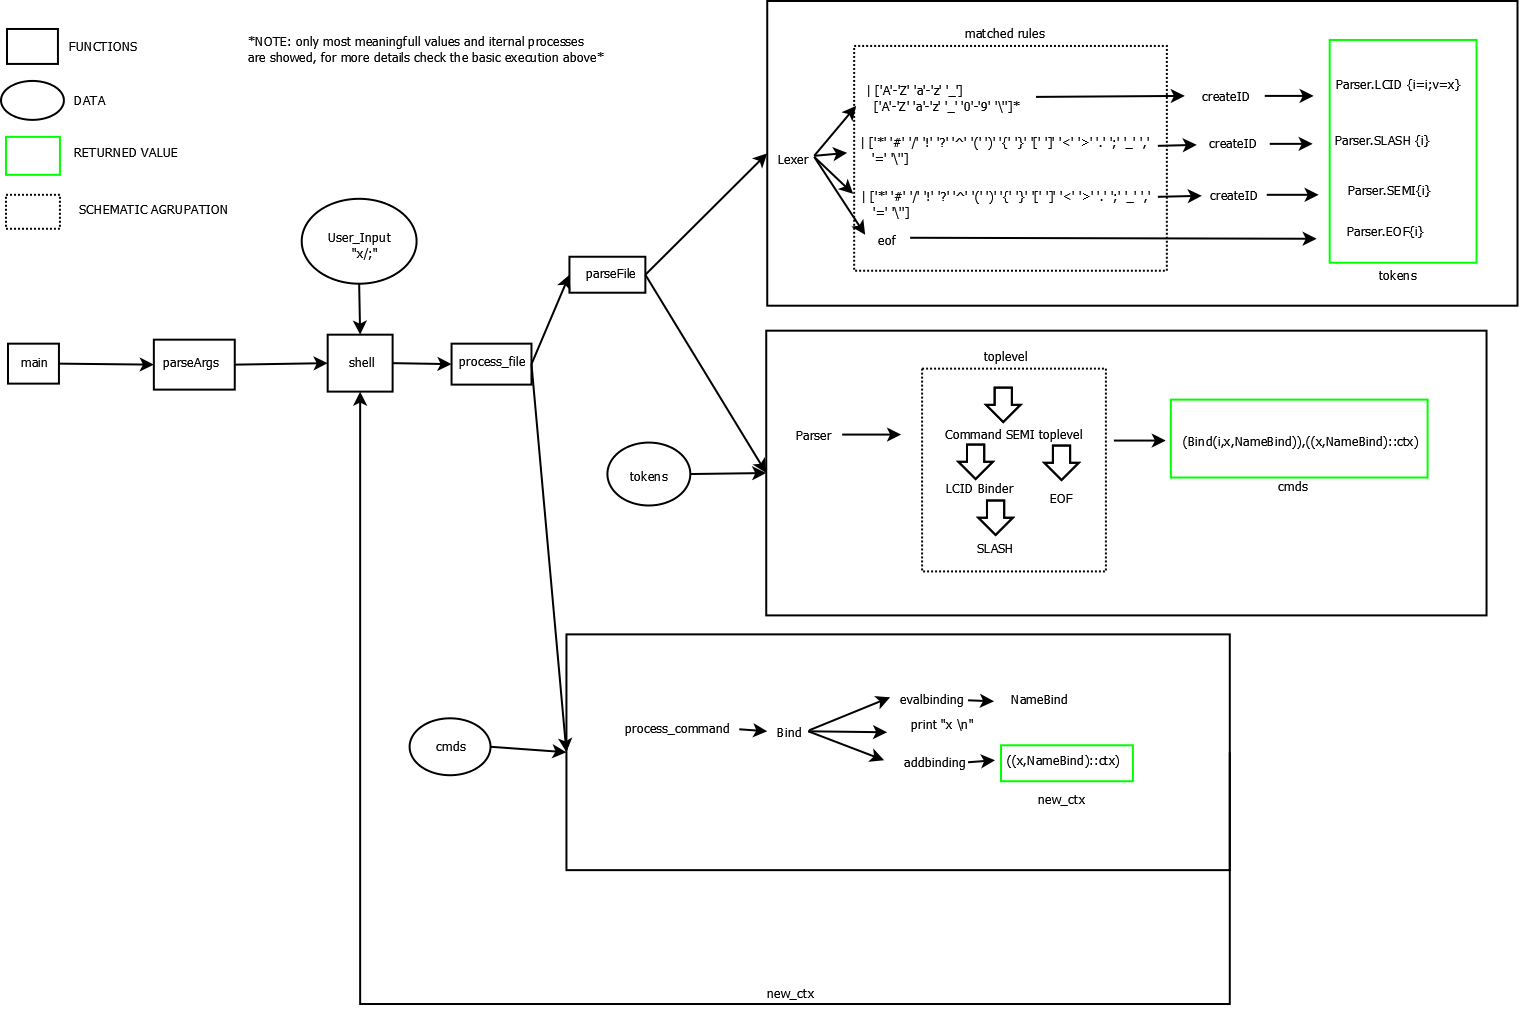 FUNCTIONS
DATA
RETURNED VALUE
SCHEMATIC AGRUPATION
*NOTE: only most meaningfull values and iternal processes
are showed, for more details check the basic execution above*
User_Input
"x/;"
main
parseArgs
shell
process_file
parseFile
matched rules
Lexer
| ['A'-'Z' 'a'-'z' '_']
['A'-'Z' 'a'-'z' '_' '0'-'9' '\'']*
createID
Parser.LCID {i=i;v=x}
| ['*' '#' '/' '!' '?' '^' '(' ')' '{' '}' '[' ']' '<' '>' '.' ';' '_' ','
'=' '\'']
createID
Parser.SLASH {i}
| ['*' '#' '/' '!' '?' '^' '(' ')' '{' '}' '[' ']' '<' '>' '.' ';' '_' ','
'=' '\'']
createID
Parser.SEMI{i}
eof
Parser.EOF{i}
tokens
tokens
toplevel
Parser
Command SEMI toplevel
LCID Binder
EOF
SLASH
(Bind(i,x,NameBind)),((x,NameBind)::ctx)
cmds
cmds
process_command
Bind
evalbinding
NameBind
print "x \n"
addbinding
((x,NameBind)::ctx)
new_ctx
new_ctx